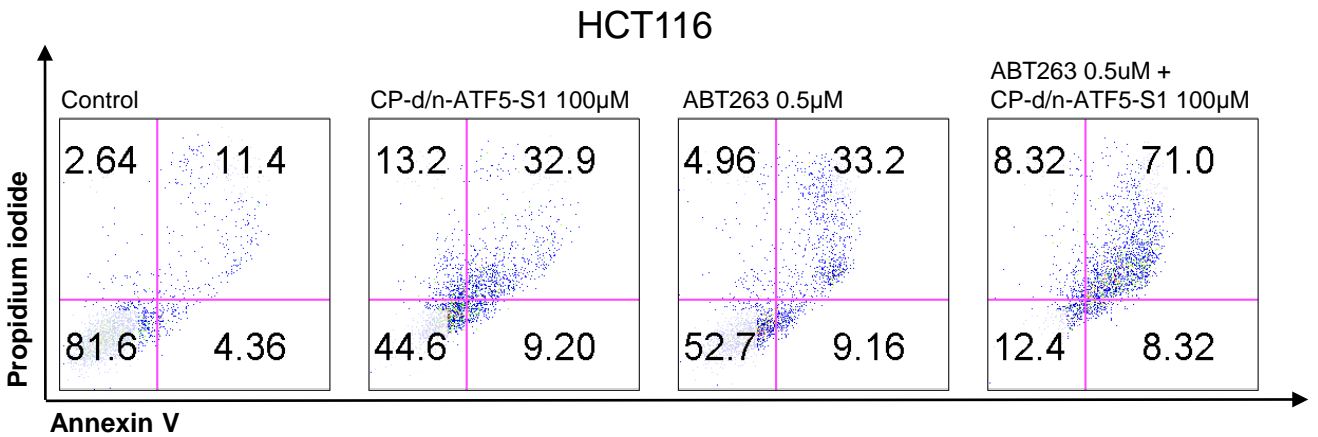 HCT116
Propidium iodide
Control
2.64 11.4
81.6 4.36
CP-d/n-ATF5-S1 100μM
13.2 32.9
44.6 9.20
ABT263 0.5μM
4.96 33.2
52.7 9.16
ABT263 0.5uM +
CP-d/n-ATF5-S1 100μM
8.32 71.0
12.4 8.32
Annexin V